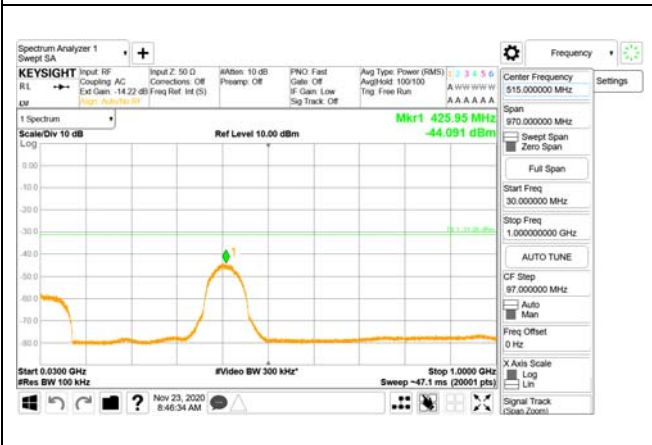 Spectrum Analyzer 1
Swept SA
Frequency
KEYSIGHT
Input: RF
Coupling: AC
Ext Gain: -14.22 dB
Align: Auto/No RF
Input Z: 50 Ω
Corrections: Off
Freq Ref: Int (S)
#Atten: 10 dB
Preamp: Off
PNO: Fast
Gate: Off
IF Gain: Low
Sig Track: Off
Avg Type: Power (RMS)
Avg|Hold: 100/100
Trig: Free Run
1 2 3 4 5 6
A W W W W W
A A A A A A
RL
Center Frequency
515.000000 MHz
Settings
Span
970.000000 MHz
Swept Span
Zero Span
Full Span
Start Freq
30.000000 MHz
Stop Freq
1.000000000 GHz
AUTO TUNE
CF Step
97.000000 MHz
Auto
Man
Freq Offset
0 Hz
X Axis Scale
Log
Lin
Signal Track
(Span Zoom)
1 Spectrum
Scale/Div 10 dB
Log
Ref Level 10.00 dBm
Mkr1 425.95 MHz
-44.091 dBm
0.00
-10.0
-20.0
-30.0
-40.0
-50.0
-60.0
-70.0
-80.0
1
Start 0.0300 GHz
#Res BW 100 kHz
#Video BW 300 kHz*
Stop 1.0000 GHz
Sweep ~47.1 ms (20001 pts)
Nov 23, 2020
8:46:34 AM